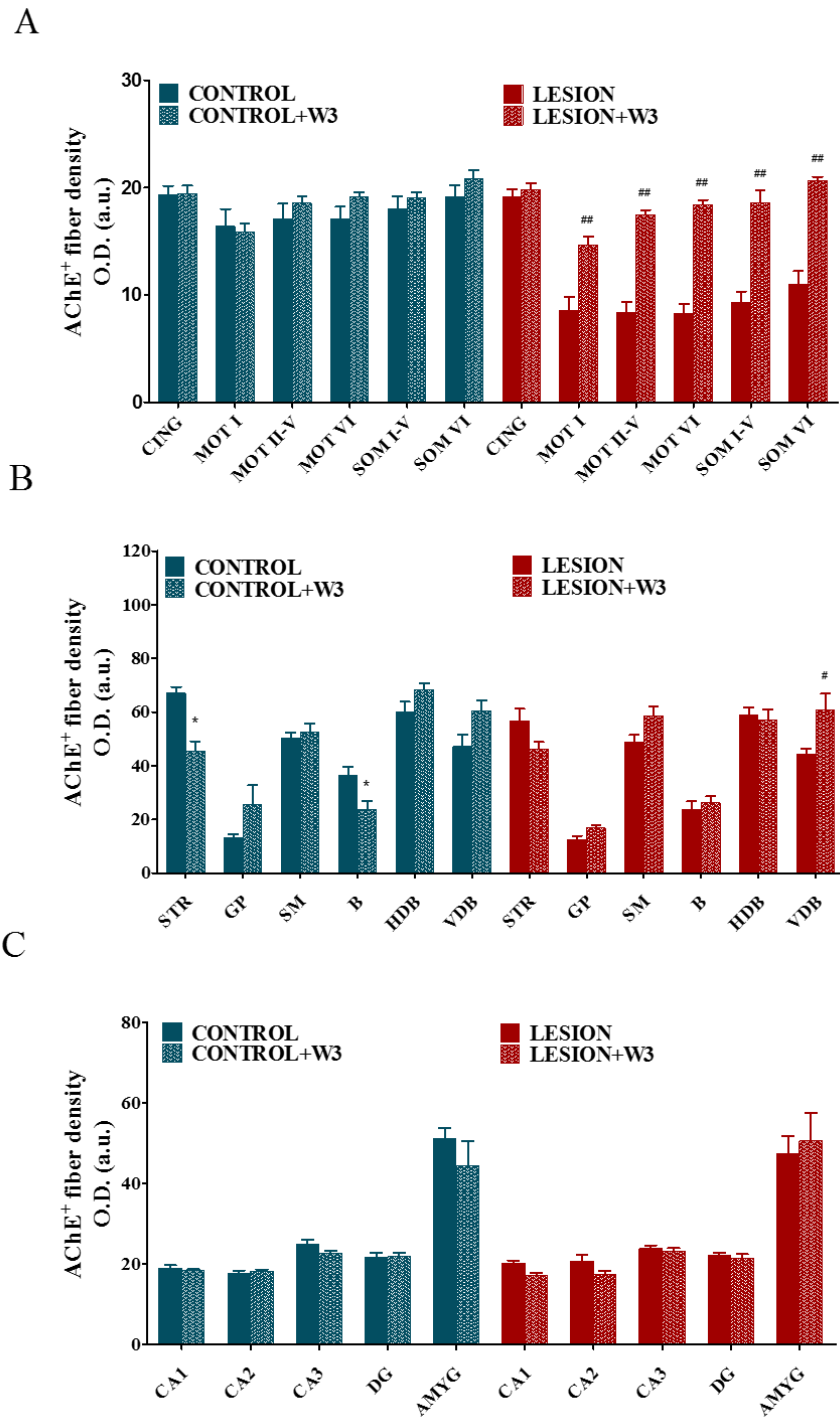 A
30
20
10
0
AChE⁺ fiber density
O.D. (a.u.)
CONTROL
CONTROL+W3
LESION
LESION+W3
##
##
##
##
##
CING
MOT I
MOT II-V
MOT VI
SOM I-V
SOM VI
CING
MOT I
MOT II-V
MOT VI
SOM I-V
SOM VI
B
120
100
80
60
40
20
0
AChE⁺ fiber density
O.D. (a.u.)
CONTROL
CONTROL+W3
LESION
LESION+W3
*
*
#
STR
GP
SM
B
HDB
VDB
STR
GP
SM
B
HDB
VDB
C
80
60
40
20
0
AChE⁺ fiber density
O.D. (a.u.)
CONTROL
CONTROL+W3
LESION
LESION+W3
CA1
CA2
CA3
DG
AMYG
CA1
CA2
CA3
DG
AMYG